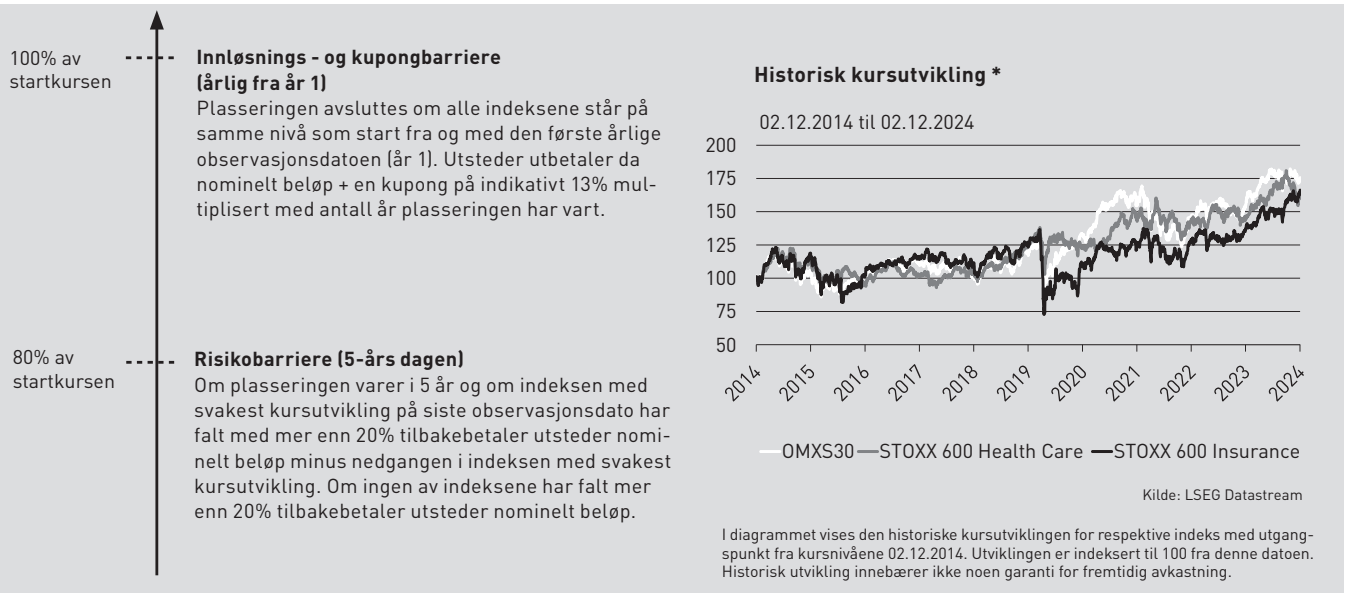 100% av
startkursen
Innløsnings - og kupongbarriere
(årlig fra år 1)
Plasseringen avsluttes om alle indeksene står på
samme nivå som start fra og med den første årlige
observasjonsdatoen (år 1). Utsteder utbetaler da
nominelt beløp + en kupong på indikativt 13% mul-
tiplisert med antall år plasseringen har vart.
80% av
startkursen
Risikobarriere (5-års dagen)
Om plasseringen varer i 5 år og om indeksen med
svakest kursutvikling på siste observasjonsdato har
falt med mer enn 20% tilbakebetaler utsteder nomi-
nelt beløp minus nedgangen i indeksen med svakest
kursutvikling. Om ingen av indeksene har falt mer
enn 20% tilbakebetaler utsteder nominelt beløp.
Historisk kursutvikling *
02.12.2014 til 02.12.2024
200
175
150
125
100
75
50
2014 2015 2016 2017 2018 2019 2020 2021 2022 2023 2024
OMXS30 STOXX 600 Health Care STOXX 600 Insurance
Kilde: LSEG Datastream
I diagrammet vises den historiske kursutviklingen for respektive indeks med utgang-
spunkt fra kursnivåene 02.12.2014. Utviklingen er indeksert til 100 fra denne datoen.
Historisk utvikling innebærer ikke noen garanti for fremtidig avkastning.